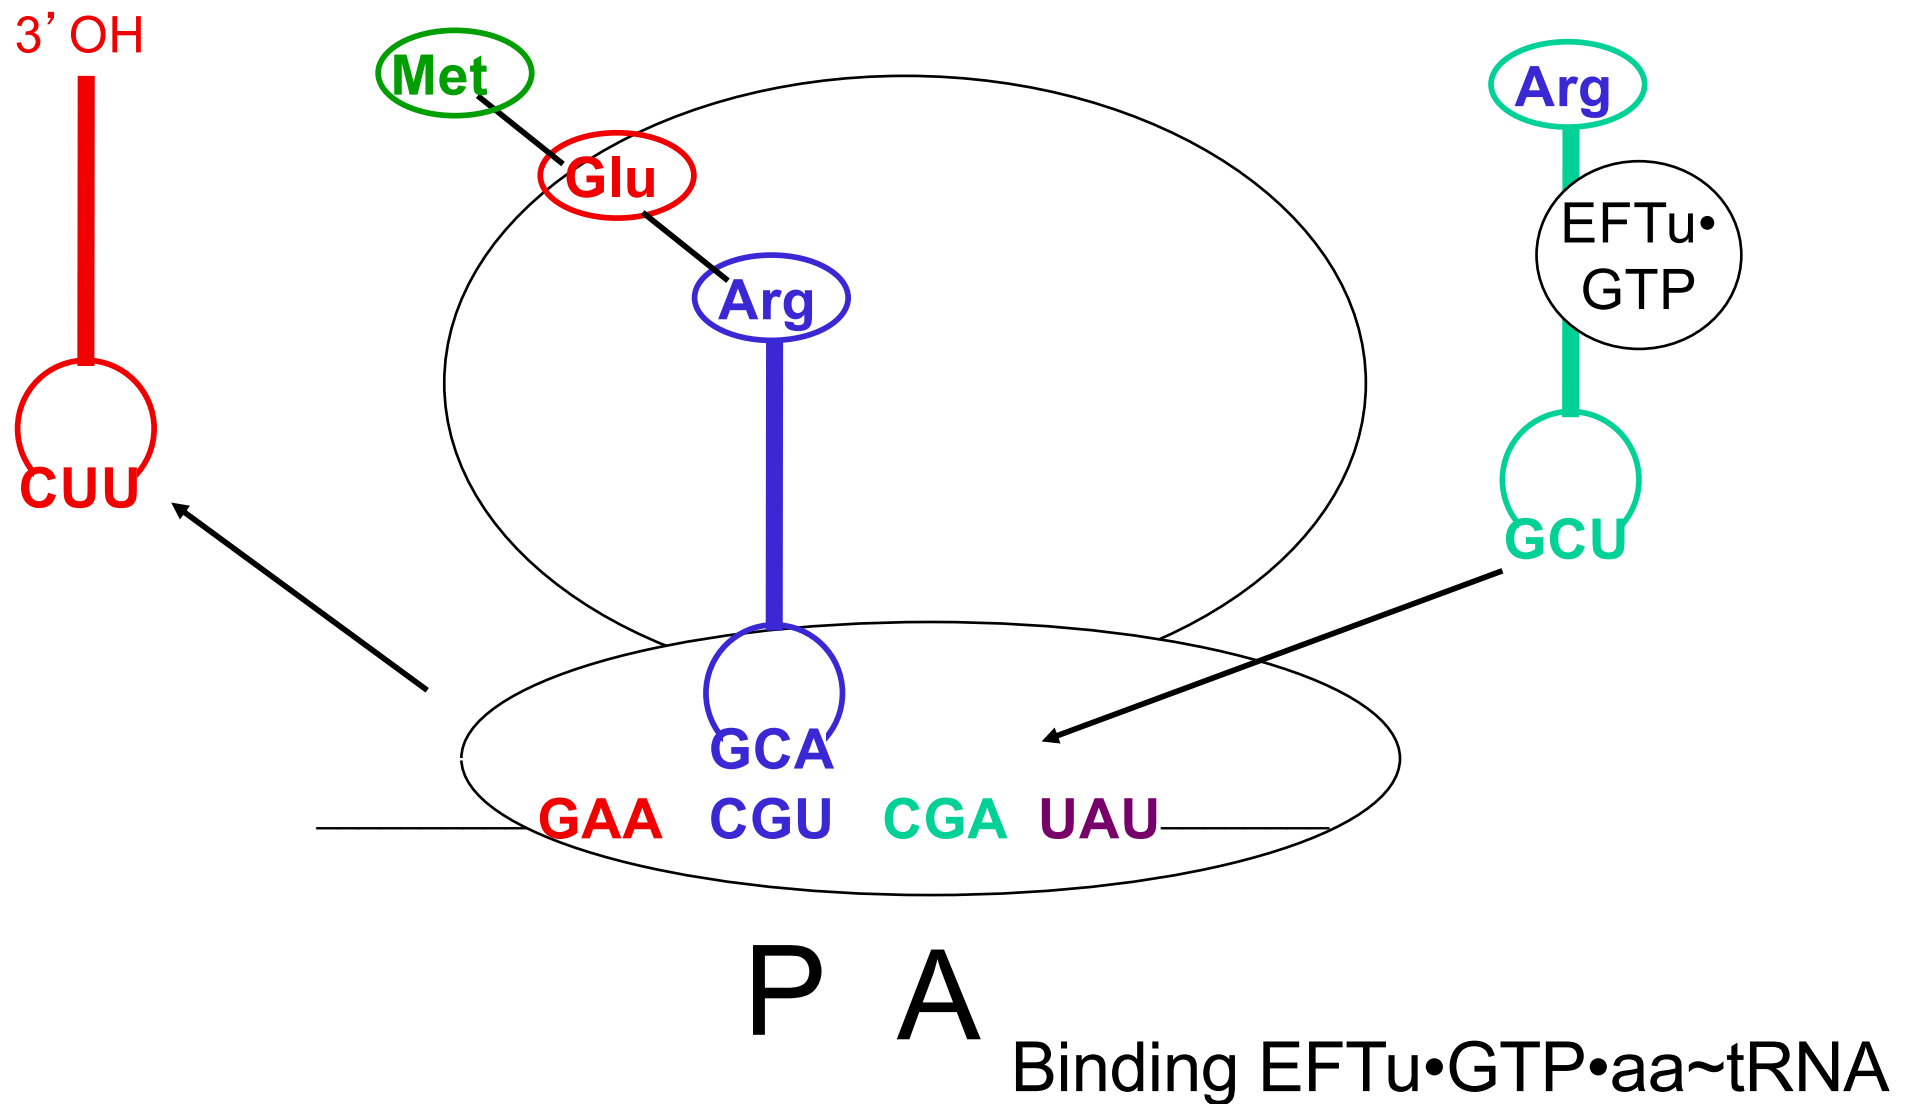 3’ OH
Met
Glu
Arg
Arg
EFTu•
GTP
CUU
GCU
GCA
GAA CGU CGA UAU
P A
Binding EFTu•GTP•aa~tRNA